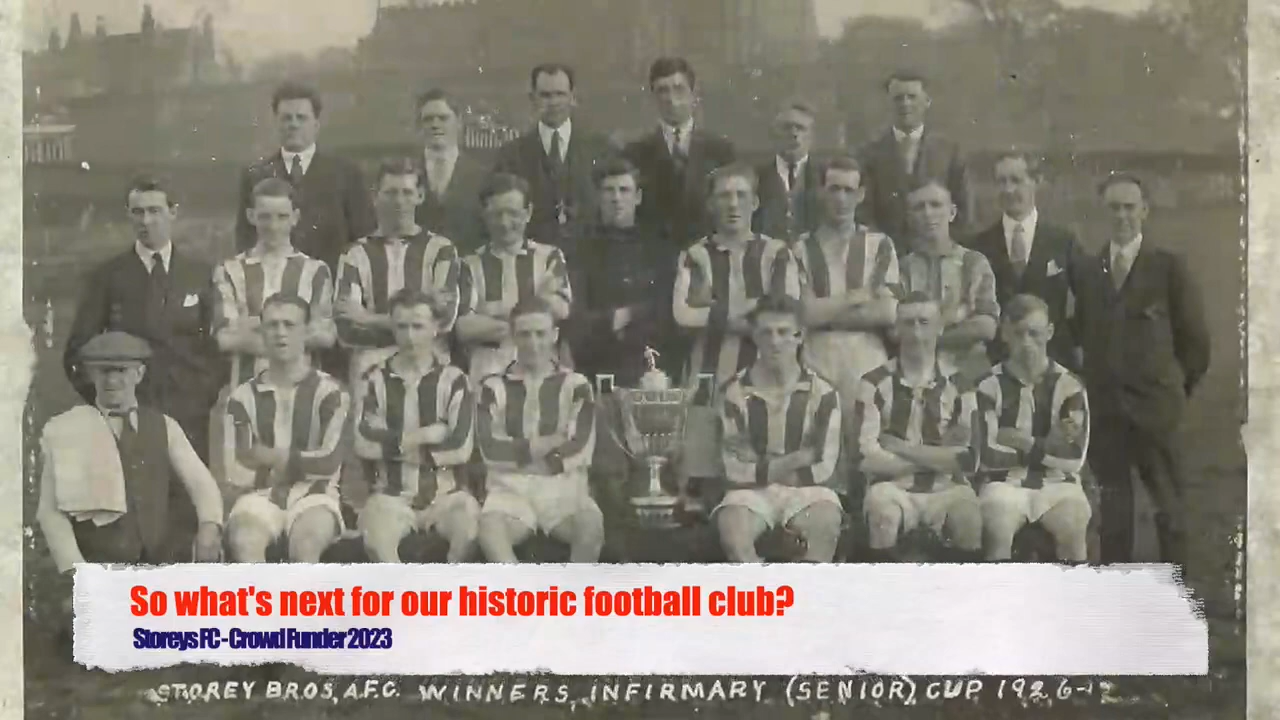 So what's next for our historic football club?
Storeys FC - Crowd Funder 2023
STOREY BROS. A.F.C. WINNERS, INFIRMARY (SENIOR) CUP 1926-